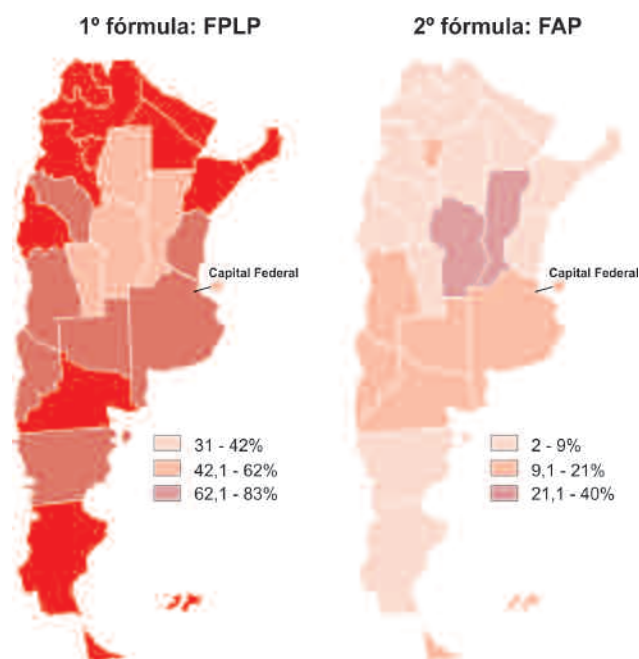 1º fórmula: FPLP
2º fórmula: FAP
Capital Federal
Capital Federal
31 - 42%
42,1 - 62%
62,1 - 83%
2 - 9%
9,1 - 21%
21,1 - 40%